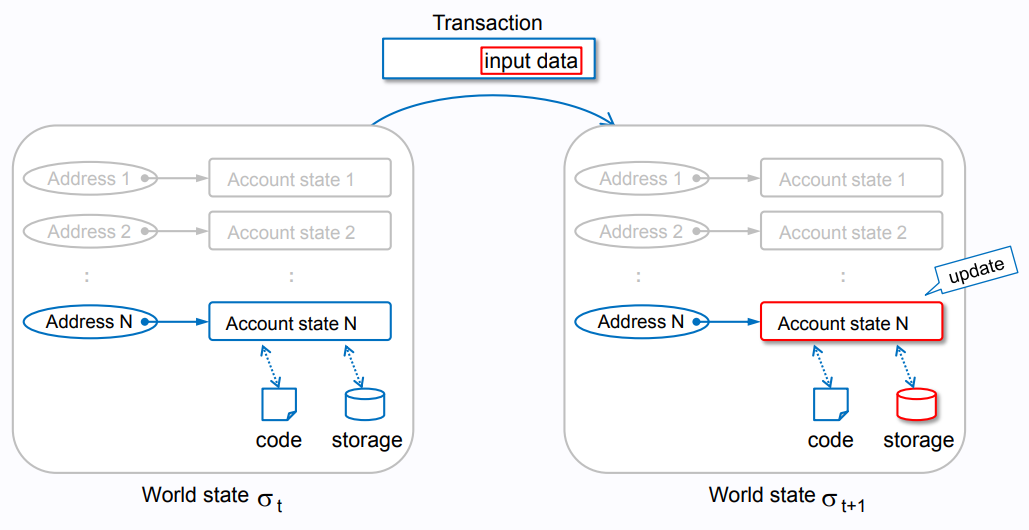 Transaction
input data
Address 1
Account state 1
Address 2
Account state 2
:
:
Address N
Account state N
code
storage
World state σt
Address 1
Account state 1
Address 2
Account state 2
:
:
update
Address N
Account state N
code
storage
World state σt+1